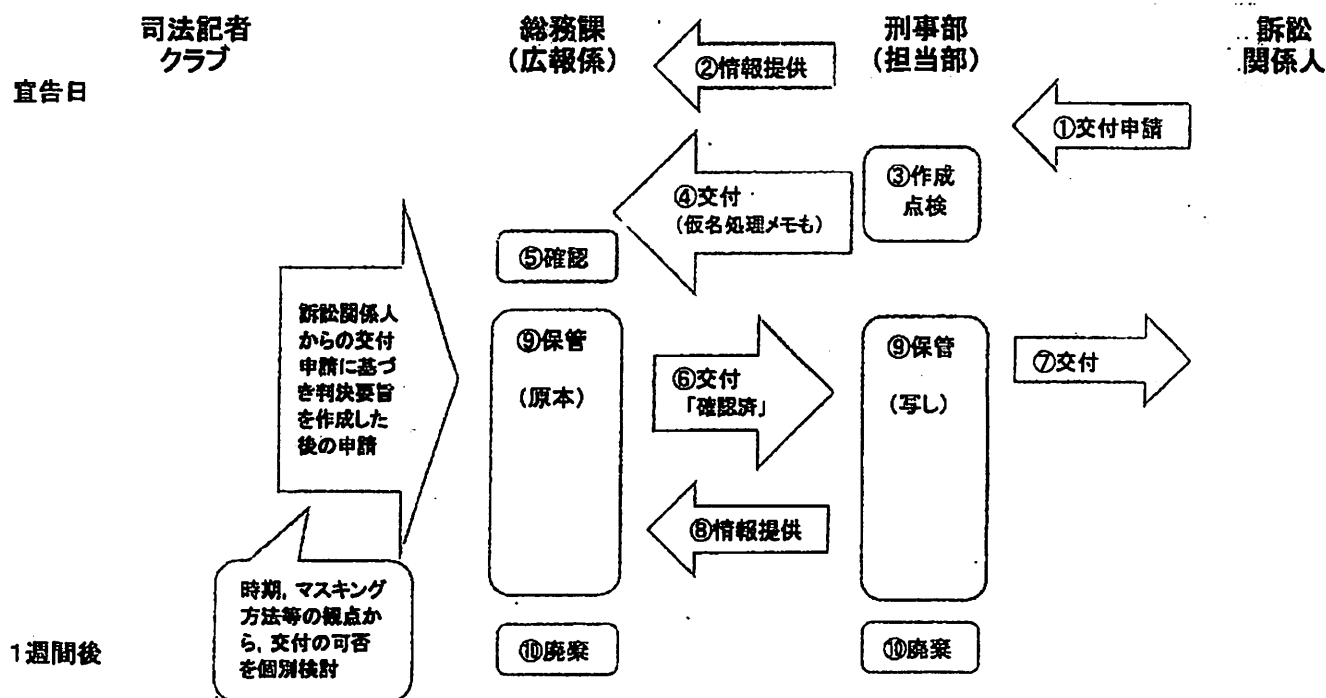 司法記者
クラブ
総務課
(広報係)
刑事部
(担当部)
訴訟
関係人
宣告日
②情報提供
①交付申請
③作成
点検
④交付
(仮名処理メモも)
⑤確認
訴訟関係人
からの交付
申請に基づ
き判決要旨
を作成した
後の申請
⑨保管
(原本)
⑥交付
「確認済」
⑨保管
(写し)
⑦交付
⑧情報提供
時期,マスキング
方法等の観点か
ら,交付の可否
を個別検討
1週間後
⑩廃棄
⑩廃棄